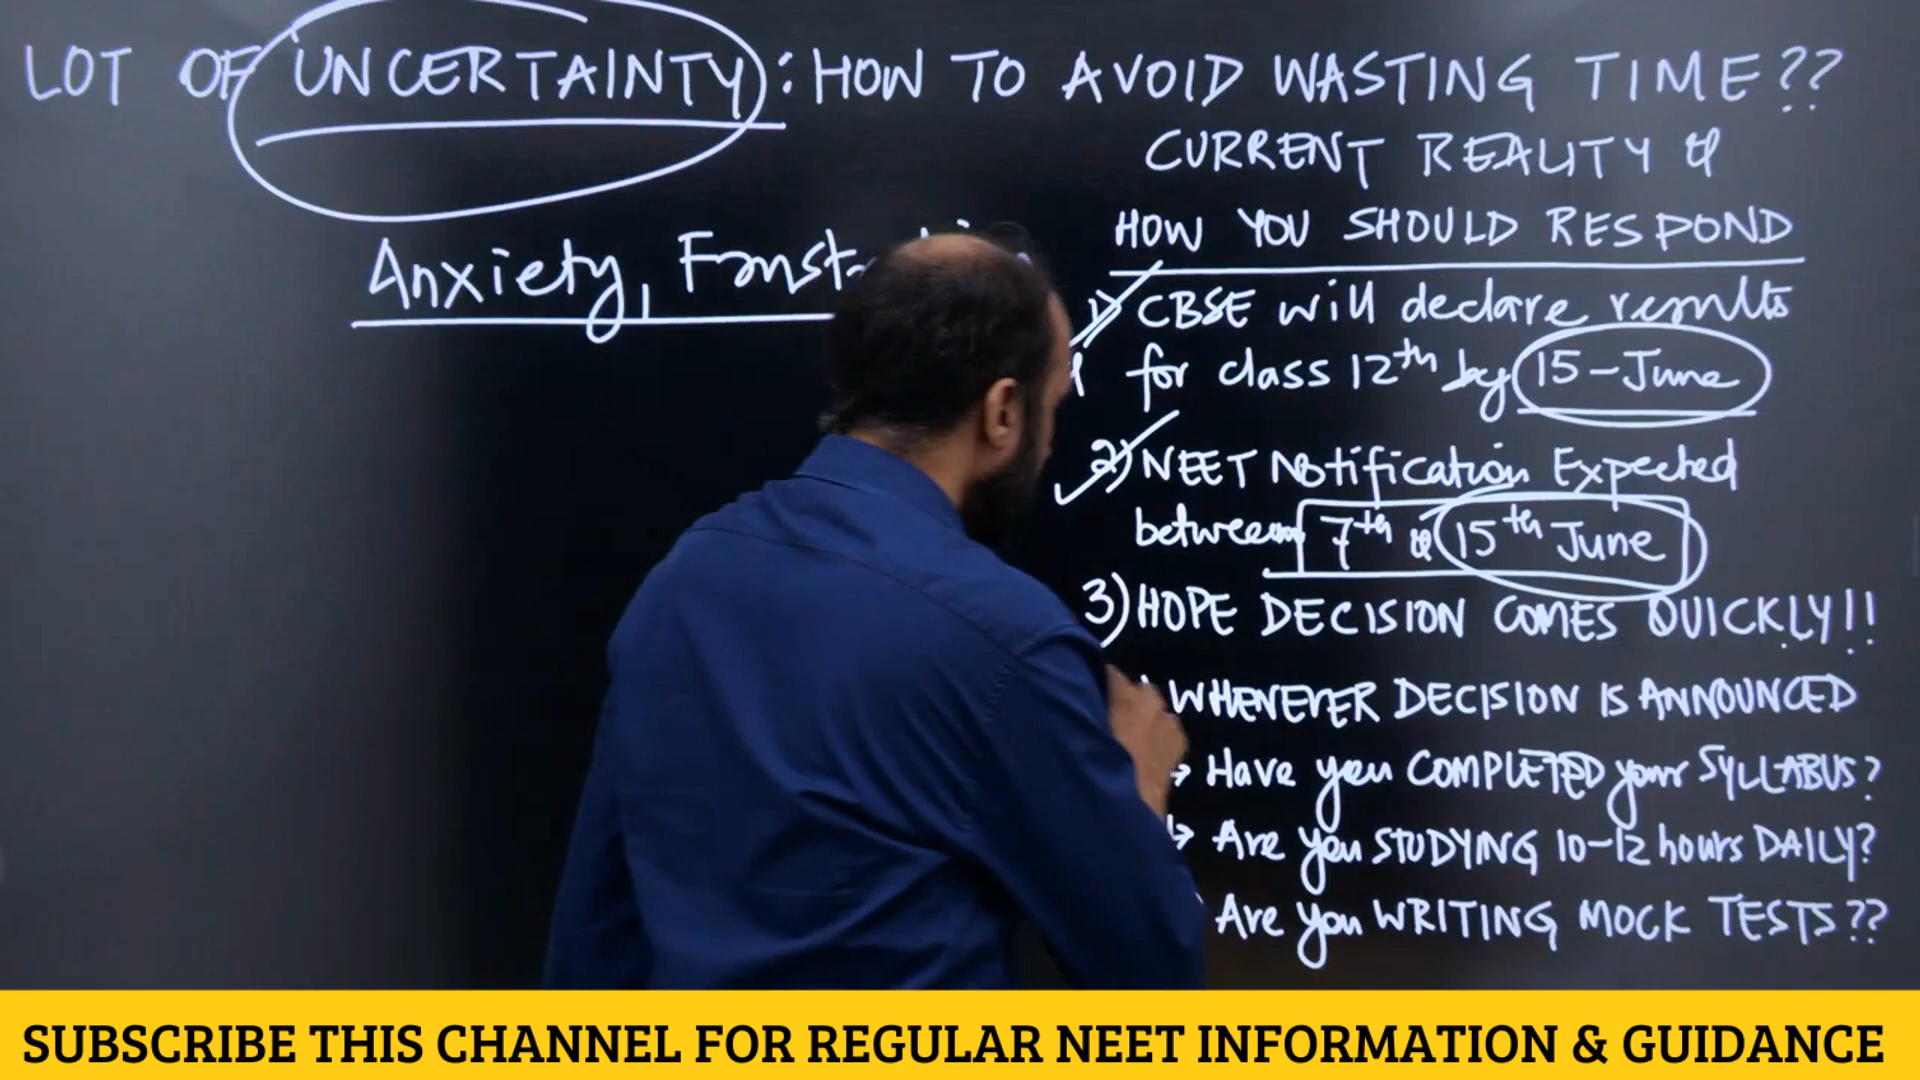 LOT OF UNCERTAINTY : HOW TO AVOID WASTING TIME??
CURRENT REALITY &
HOW YOU SHOULD RESPOND
Anxiety,
1) CBSE will declare results
for class 12th by 15-June
2) NEET Notification Expected
between 7th & 15th June
3) HOPE DECISION COMES QUICKLY!!
WHENEVER DECISION IS ANNOUNCED
→ Have you COMPLETED your SYLLABUS?
↳ Are you STUDYING 10-12 hours DAILY?
Are you WRITING MOCK TESTS??
SUBSCRIBE THIS CHANNEL FOR REGULAR NEET INFORMATION & GUIDANCE